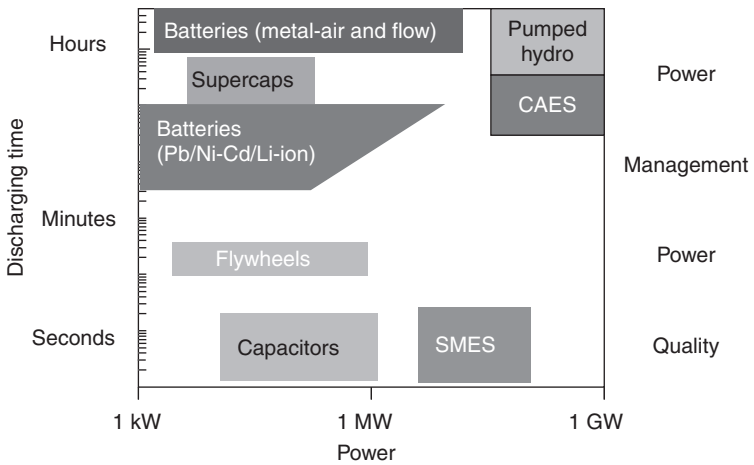 Hours
Batteries (metal-air and flow)
Pumped
hydro
Power
Supercaps
CAES
Batteries
(Pb/Ni-Cd/Li-ion)
Management
Discharging time
Minutes
Flywheels
Power
Seconds
Capacitors
SMES
Quality
1 kW
1 MW
1 GW
Power